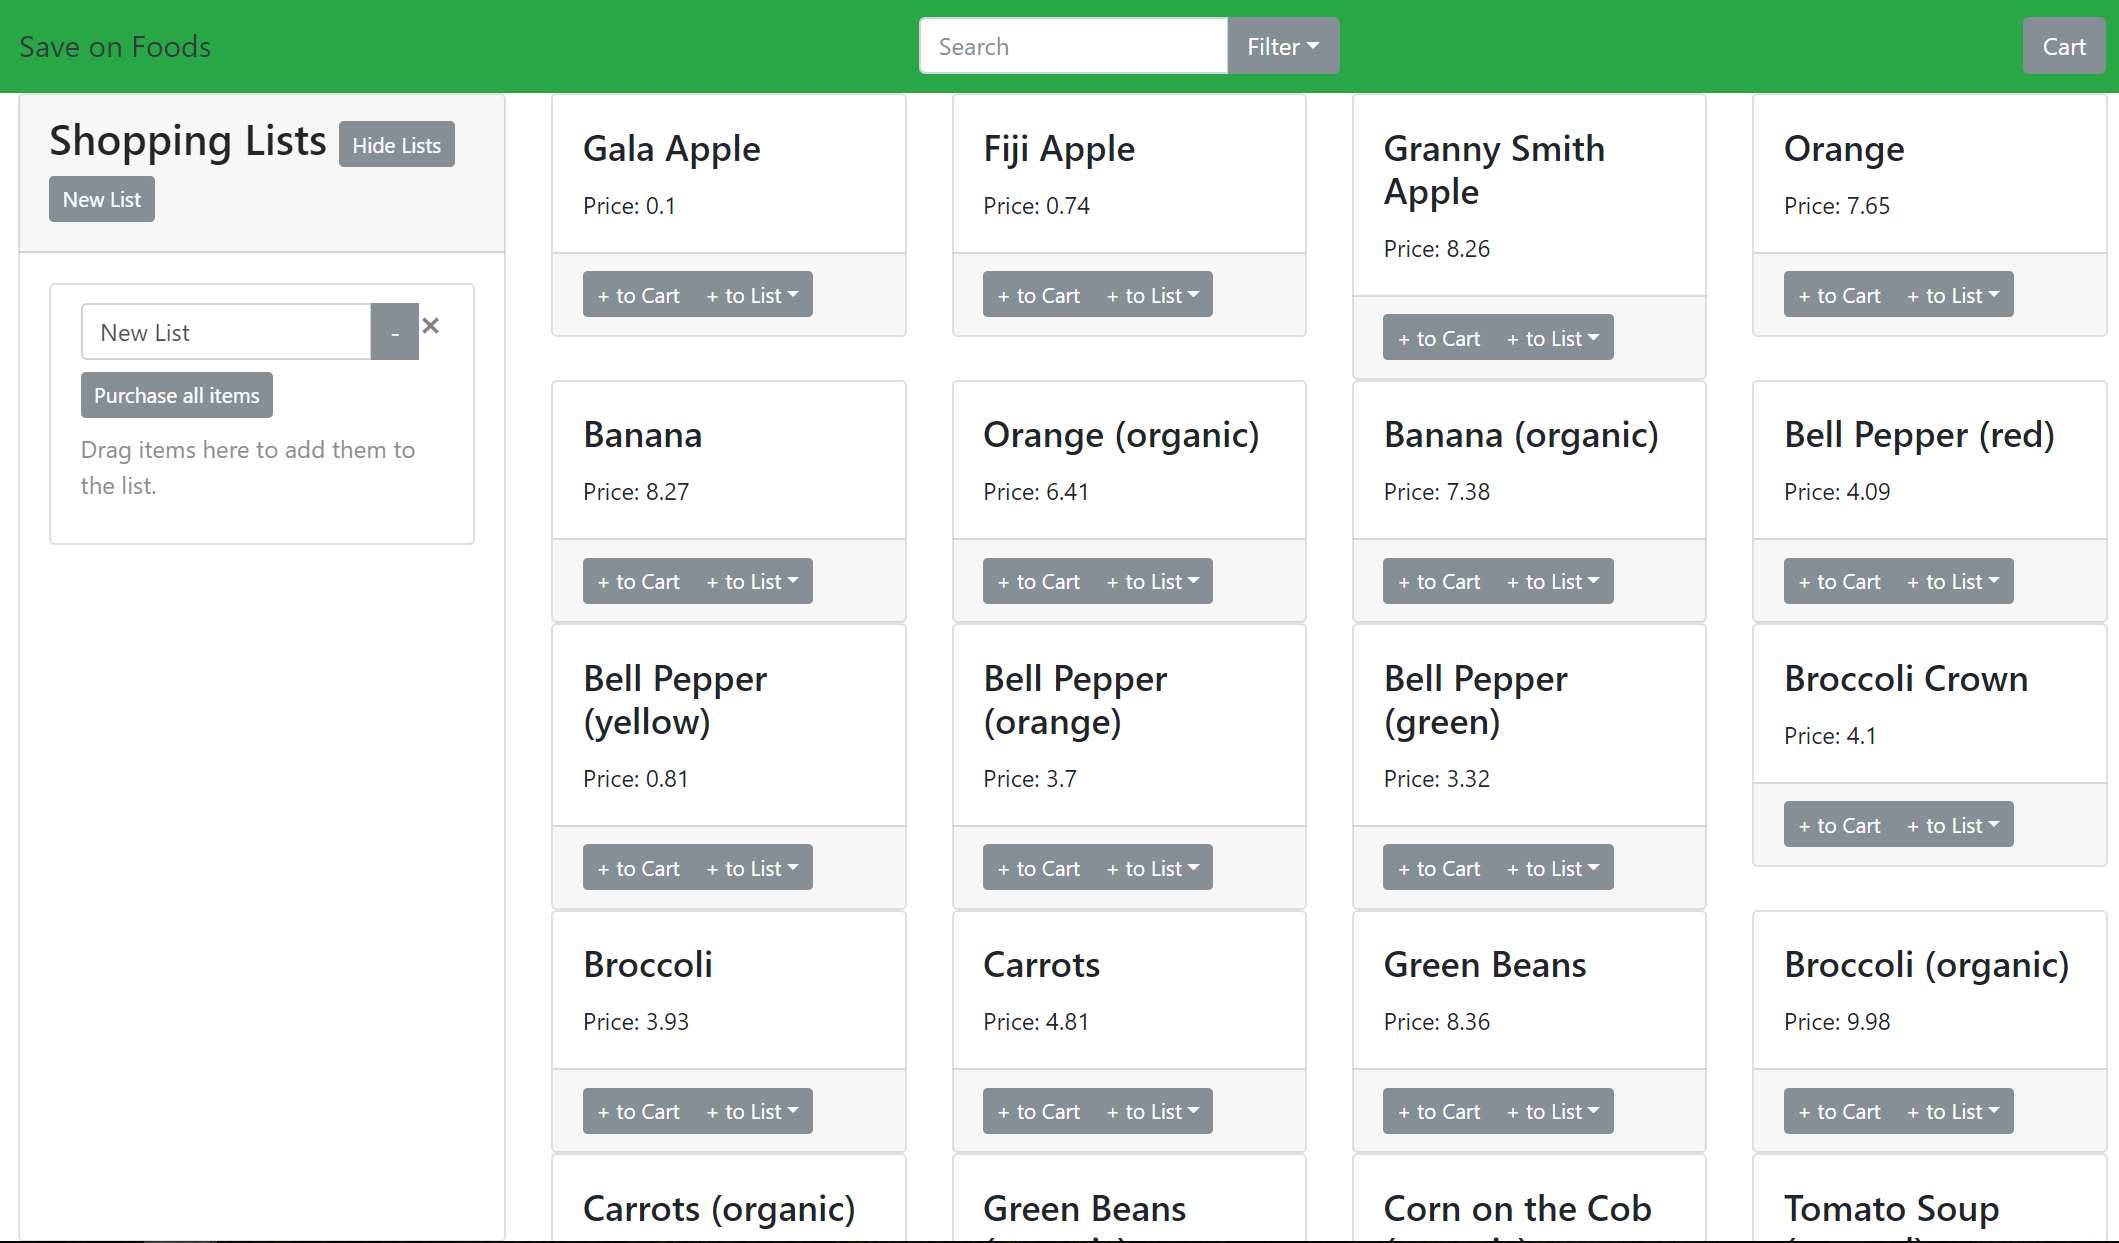 Save on Foods
Search
Filter
Cart
Shopping Lists
Hide Lists
New List
New List
-
×
Purchase all items
Drag items here to add them to
the list.
Gala Apple
Price: 0.1
+ to Cart
+ to List
Fiji Apple
Price: 0.74
+ to Cart
+ to List
Granny Smith
Apple
Price: 8.26
+ to Cart
+ to List
Orange
Price: 7.65
+ to Cart
+ to List
Banana
Price: 8.27
+ to Cart
+ to List
Orange (organic)
Price: 6.41
+ to Cart
+ to List
Banana (organic)
Price: 7.38
+ to Cart
+ to List
Bell Pepper (red)
Price: 4.09
+ to Cart
+ to List
Bell Pepper
(yellow)
Price: 0.81
+ to Cart
+ to List
Bell Pepper
(orange)
Price: 3.7
+ to Cart
+ to List
Bell Pepper
(green)
Price: 3.32
+ to Cart
+ to List
Broccoli Crown
Price: 4.1
+ to Cart
+ to List
Broccoli
Price: 3.93
+ to Cart
+ to List
Carrots
Price: 4.81
+ to Cart
+ to List
Green Beans
Price: 8.36
+ to Cart
+ to List
Broccoli (organic)
Price: 9.98
+ to Cart
+ to List
Carrots (organic)
Green Beans
Corn on the Cob
Tomato Soup